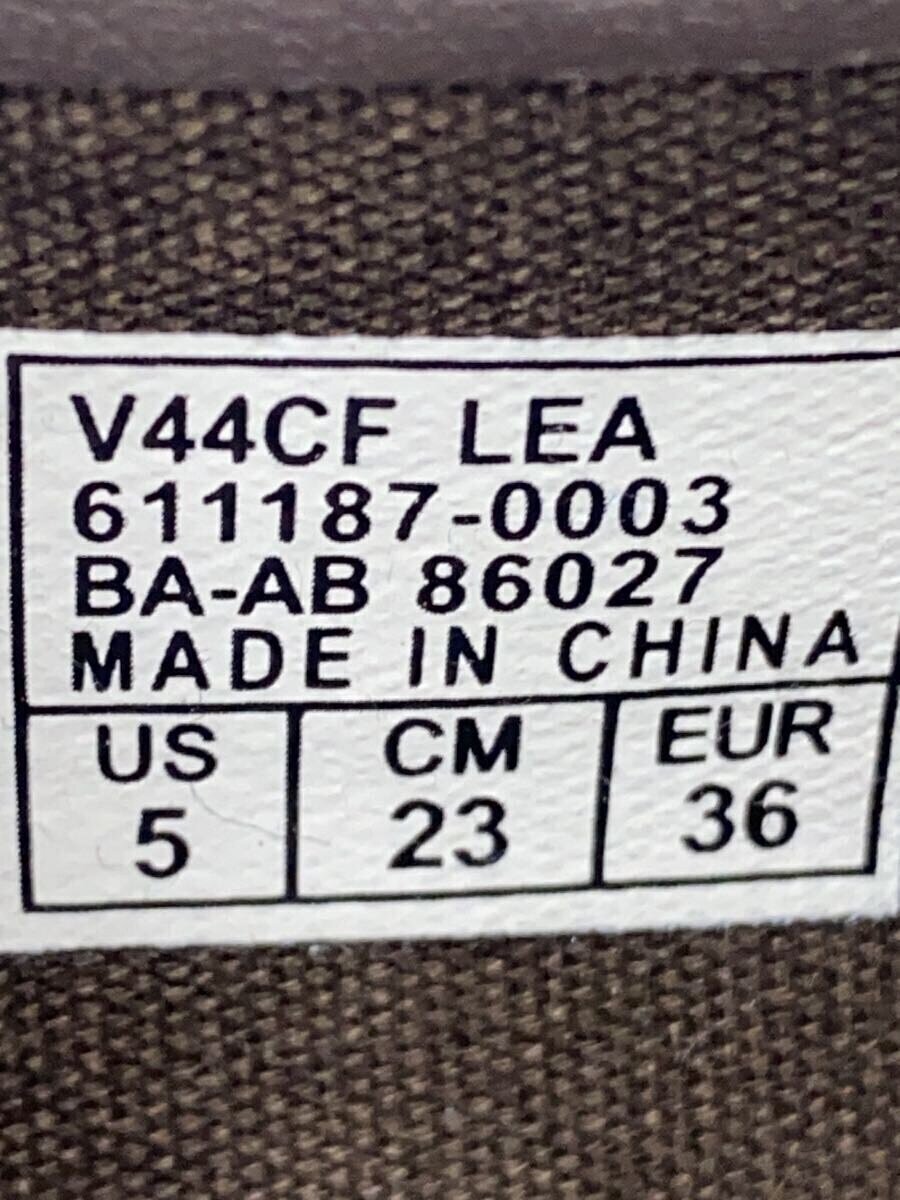 V44CF LEA
611187-0003
BA-AB 86027
MADE IN CHINA
US CM EUR
5 23 36